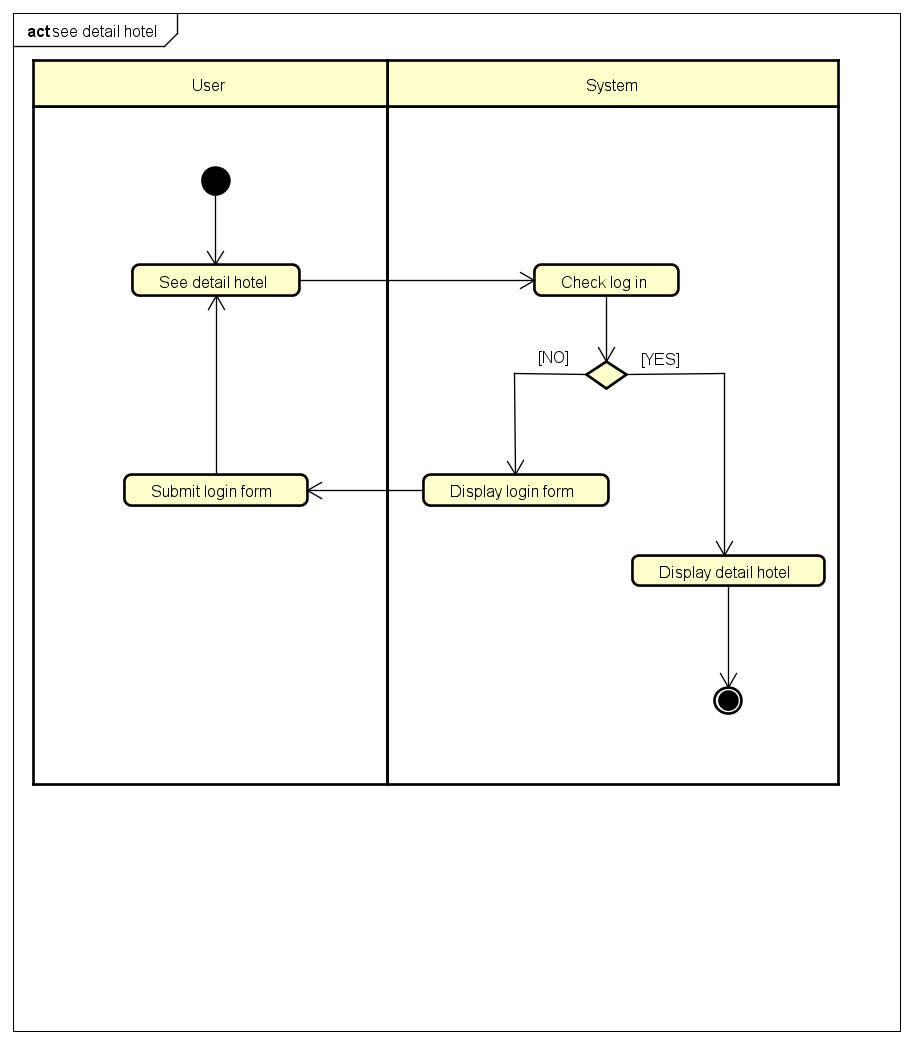 act see detail hotel
User
System
See detail hotel
Check log in
[NO]
[YES]
Submit login form
Display login form
Display detail hotel